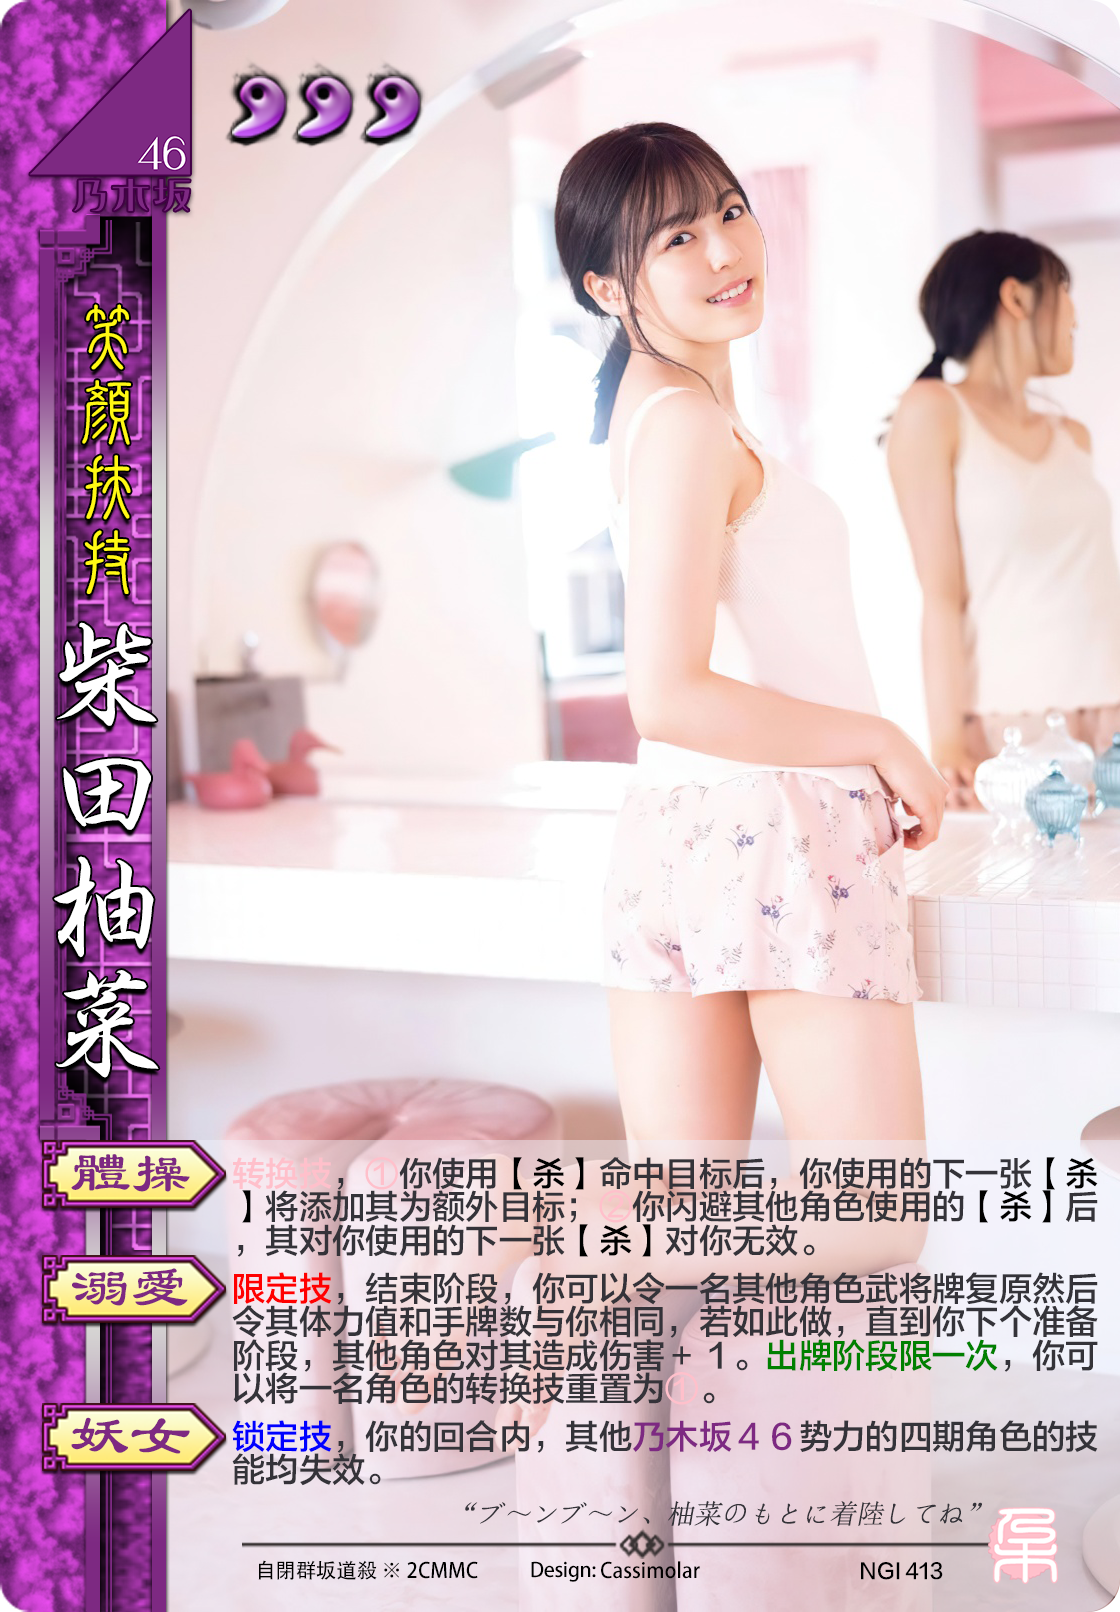 46
乃木坂
笑顔扶持
柴田柚菜
體操
转换技，①你使用【杀】命中目标后，你使用的下一张【杀
】将添加其为额外目标；②你闪避其他角色使用的【杀】后
，其对你使用的下一张【杀】对你无效。
溺愛
限定技，结束阶段，你可以令一名其他角色武将牌复原然后
令其体力值和手牌数与你相同，若如此做，直到你下个准备
阶段，其他角色对其造成伤害＋１。出牌阶段限一次，你可
以将一名角色的转换技重置为①。
妖女
锁定技，你的回合内，其他乃木坂４６势力的四期角色的技
能均失效。
“ブ～ンブ～ン、柚菜のもとに着陸してね”
自閉群坂道殺 ※ 2CMMC Design: Cassimolar NGI 413